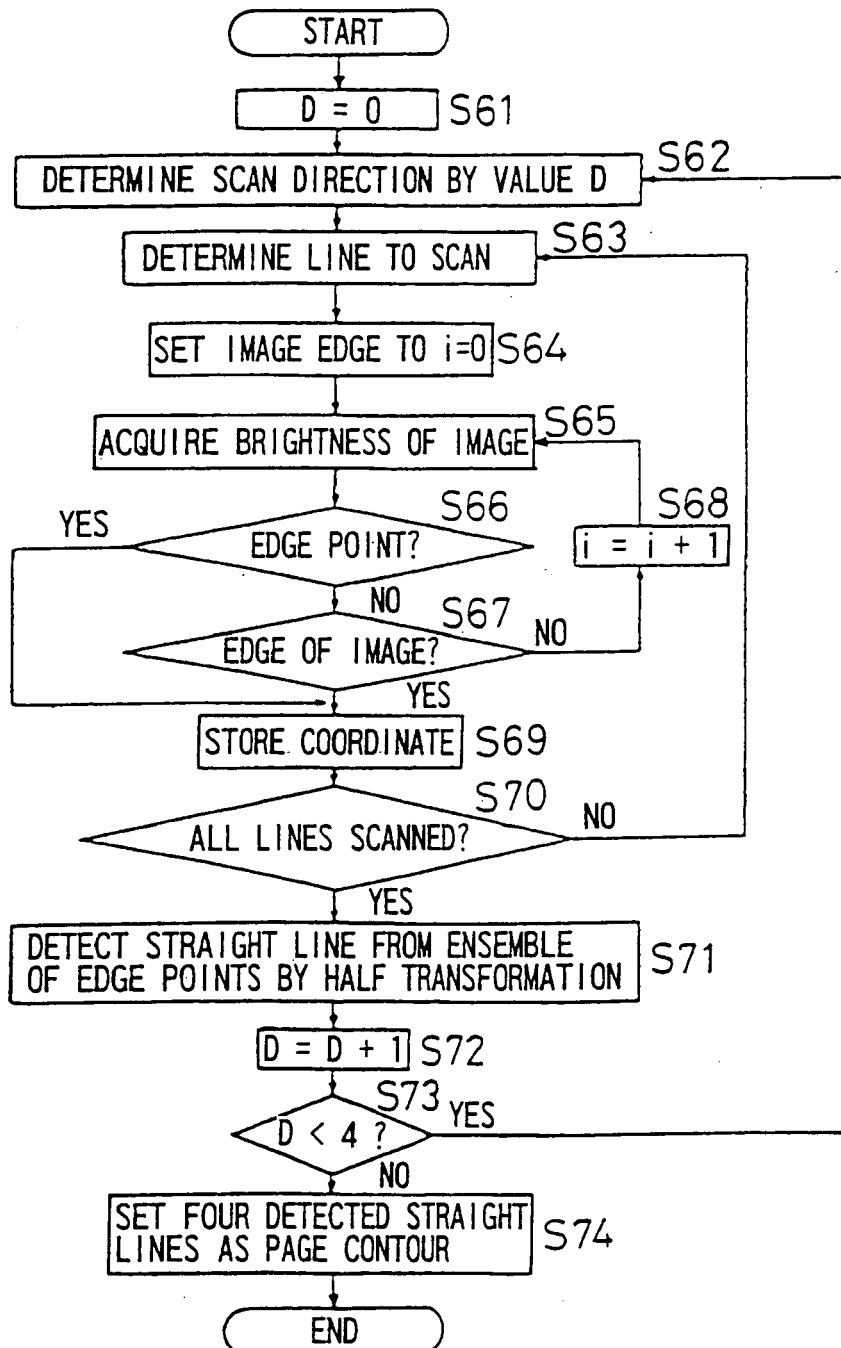 START
D = 0 S61
S62
DETERMINE SCAN DIRECTION BY VALUE D
S63
DETERMINE LINE TO SCAN
SET IMAGE EDGE TO i=0 S64
S65
ACQUIRE BRIGHTNESS OF IMAGE
S66
S68
YES
EDGE POINT?
i = i + 1
NO
S67
NO
EDGE OF IMAGE?
YES
STORE COORDINATE S69
S70
NO
ALL LINES SCANNED?
YES
DETECT STRAIGHT LINE FROM ENSEMBLE
OF EDGE POINTS BY HALF TRANSFORMATION
S71
D = D + 1 S72
S73
YES
D < 4 ?
NO
SET FOUR DETECTED STRAIGHT
LINES AS PAGE CONTOUR
S74
END